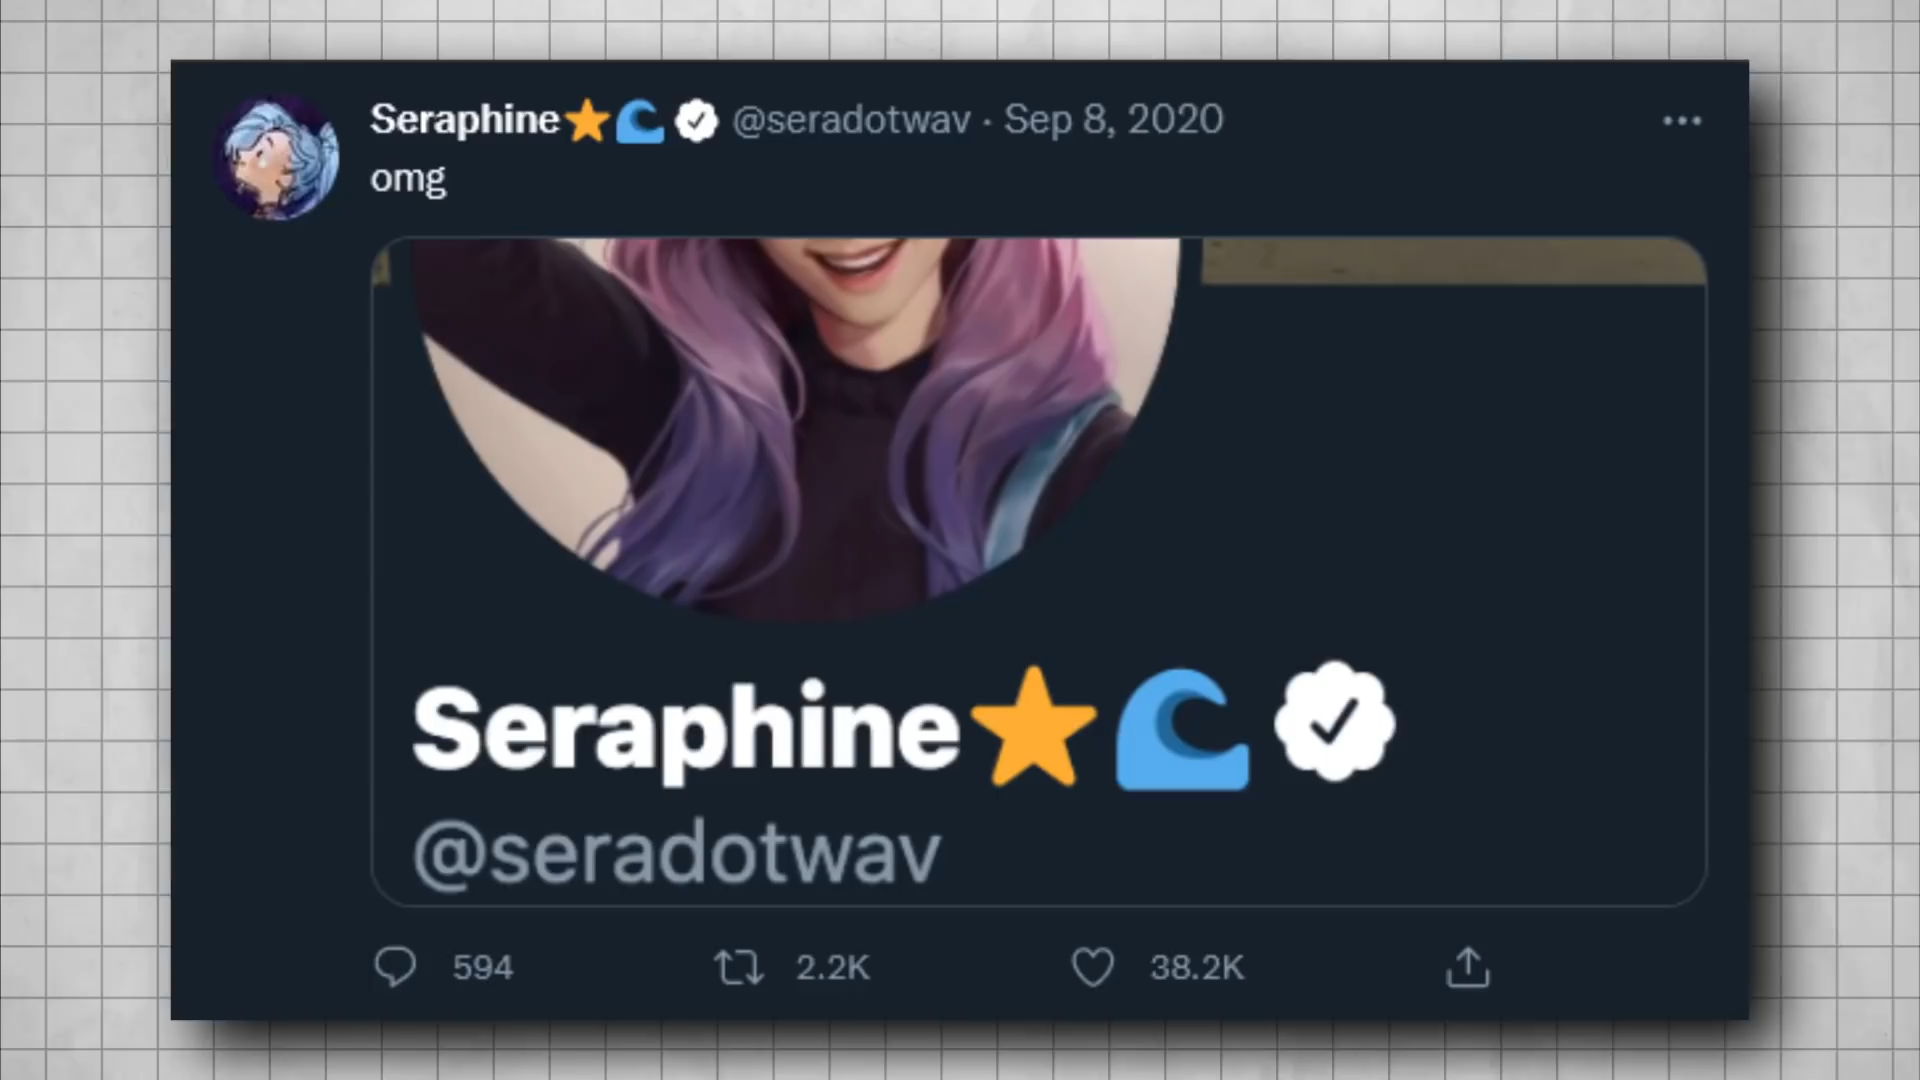 Seraphine⭐🌊 @seradotwav · Sep 8, 2020
omg
Seraphine⭐🌊
@seradotwav
594 2.2K 38.2K